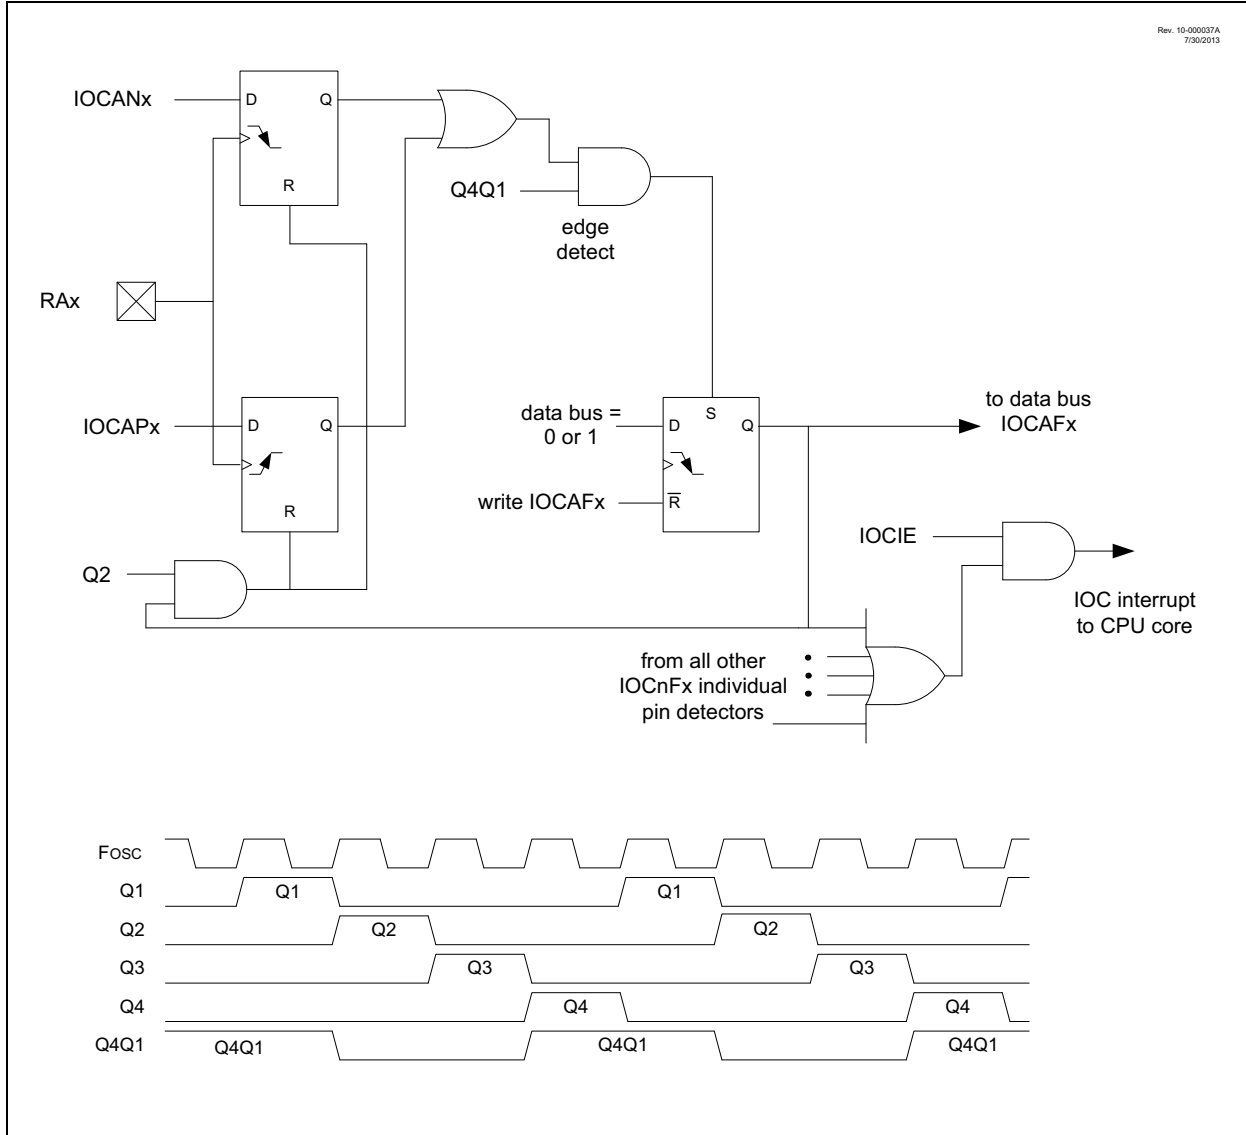 Rev. 10-000037A
7/30/2013
IOCANx
D
Q
R
Q4Q1
edge
detect
RAx
IOCAPx
D
Q
R
data bus =
0 or 1
S
D
Q
to data bus
IOCAFx
write IOCAFx
R
IOCIE
Q2
IOC interrupt
to CPU core
from all other
IOCnFx individual
pin detectors
FOSC
Q1
Q1
Q1
Q2
Q2
Q2
Q3
Q3
Q3
Q4
Q4
Q4
Q4Q1
Q4Q1
Q4Q1
Q4Q1